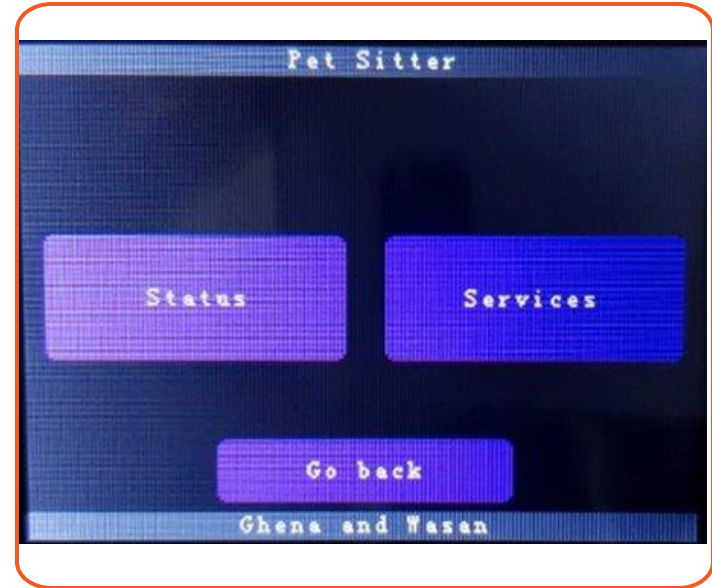 Pet Sitter
Status
Services
Go back
Ghena and Wasan